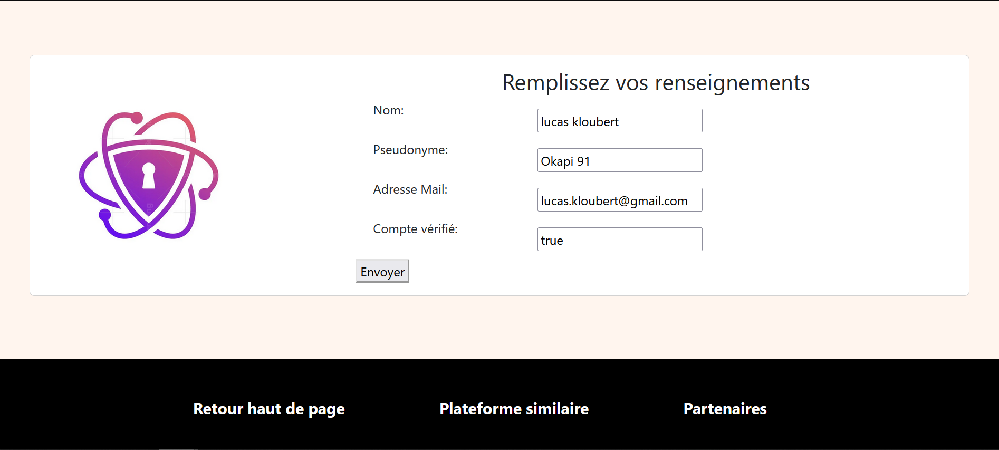 Remplissez vos renseignements
Nom:
lucas kloubert
Pseudonyme:
Okapi 91
Adresse Mail:
lucas.kloubert@gmail.com
Compte vérifié:
true
Envoyer
Retour haut de page
Plateforme similaire
Partenaires